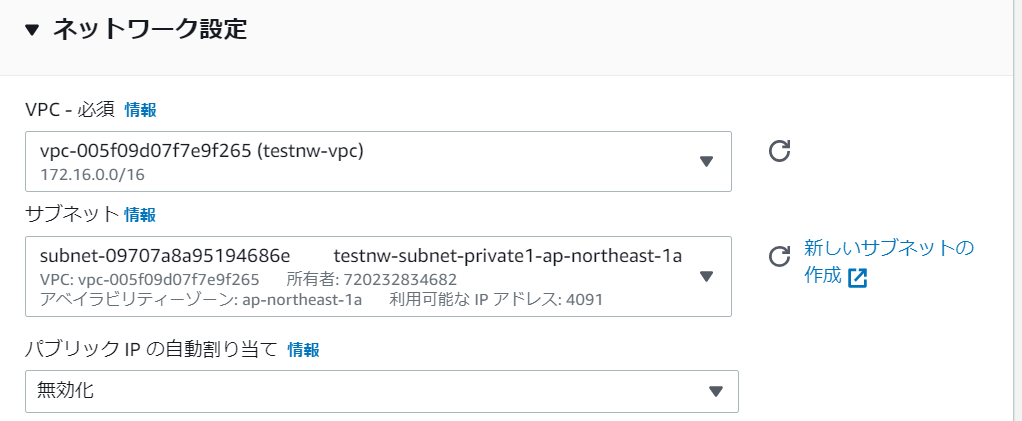 ネットワーク設定
VPC - 必須 情報
vpc-005f09d07f7e9f265 (testnw-vpc)
172.16.0.0/16
サブネット 情報
subnet-09707a8a95194686e testnw-subnet-private1-ap-northeast-1a
VPC: vpc-005f09d07f7e9f265 所有者: 720232834682
アベイラビリティーゾーン: ap-northeast-1a 利用可能な IP アドレス: 4091
新しいサブネットの
作成
パブリック IP の自動割り当て 情報
無効化